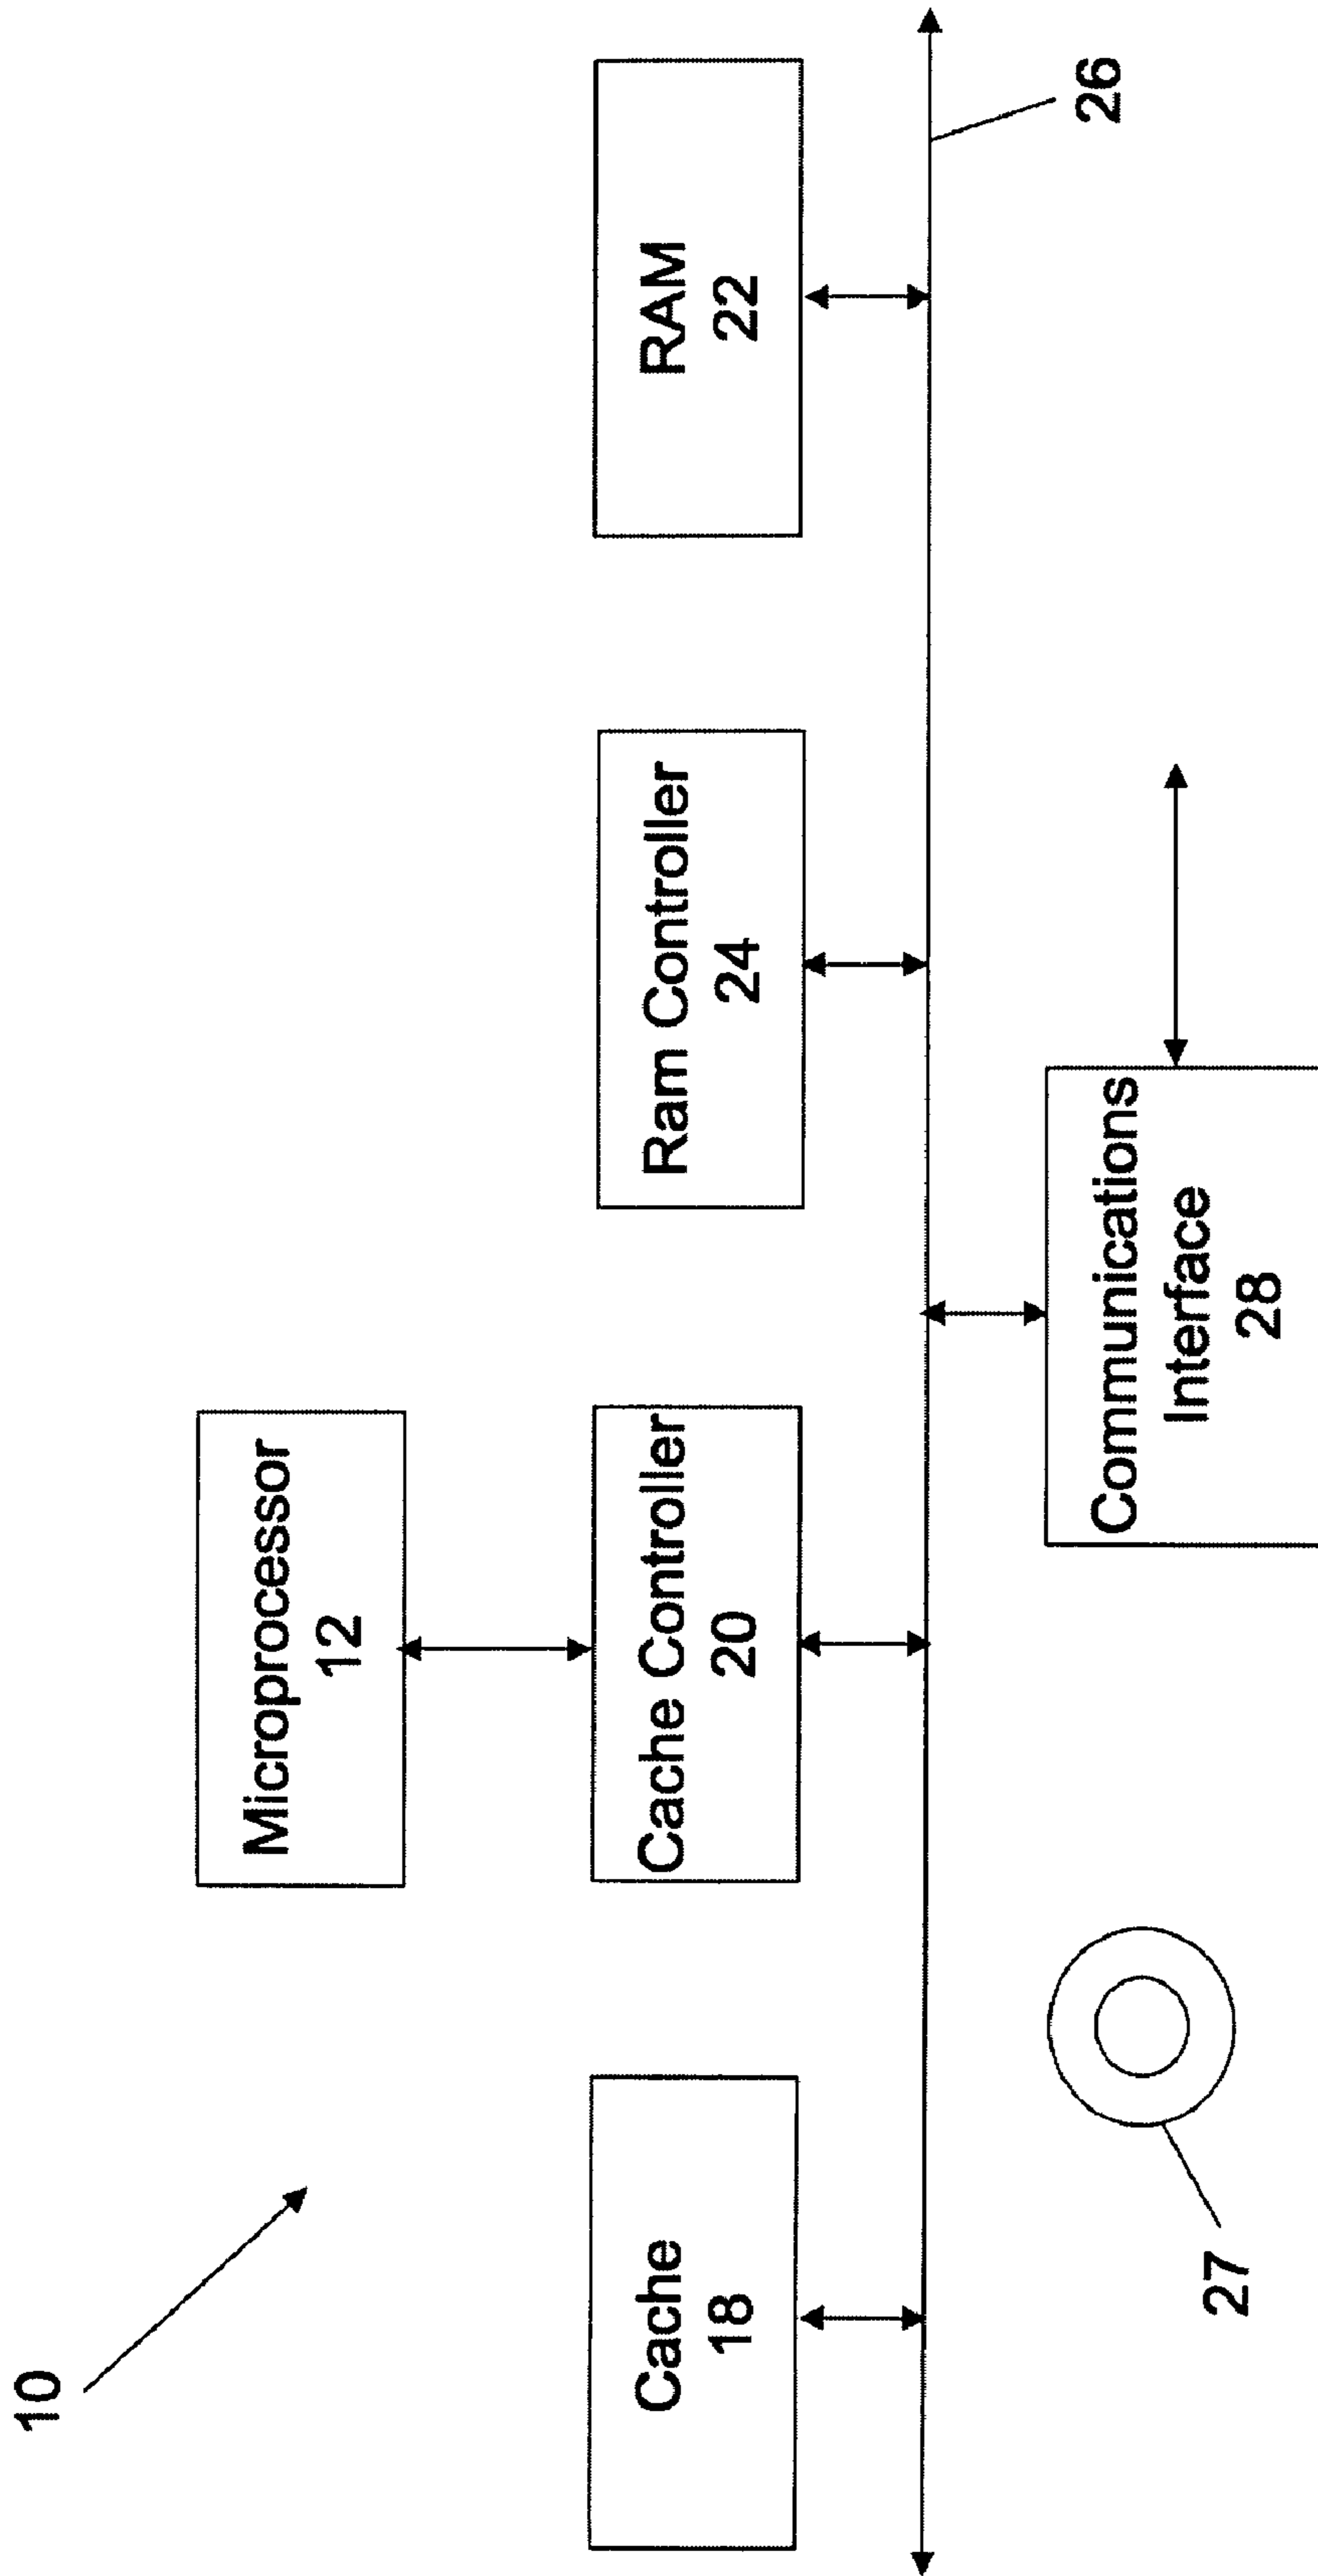 10
Microprocessor
12
Cache
18
Cache Controller
20
Ram Controller
24
RAM
22
26
27
Communications
Interface
28